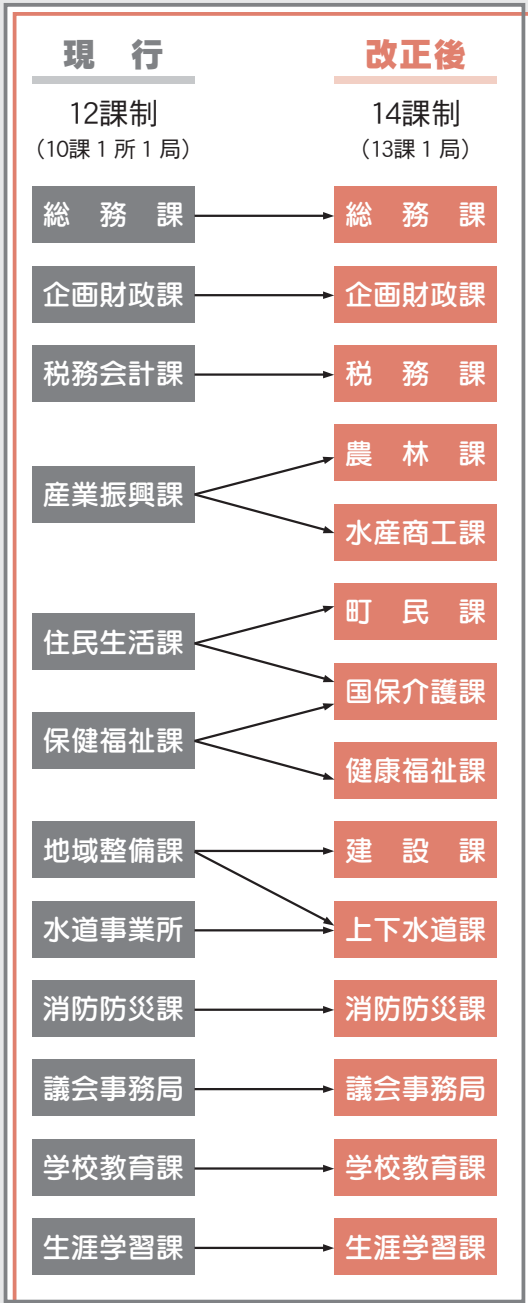 現 行
12課制
（10課１所１局）
総 務 課
企画財政課
税務会計課
産業振興課
住民生活課
保健福祉課
地域整備課
水道事業所
消防防災課
議会事務局
学校教育課
生涯学習課
改正後
14課制
（13課１局）
総 務 課
企画財政課
税 務 課
農 林 課
水産商工課
町 民 課
国保介護課
健康福祉課
建 設 課
上下水道課
消防防災課
議会事務局
学校教育課
生涯学習課